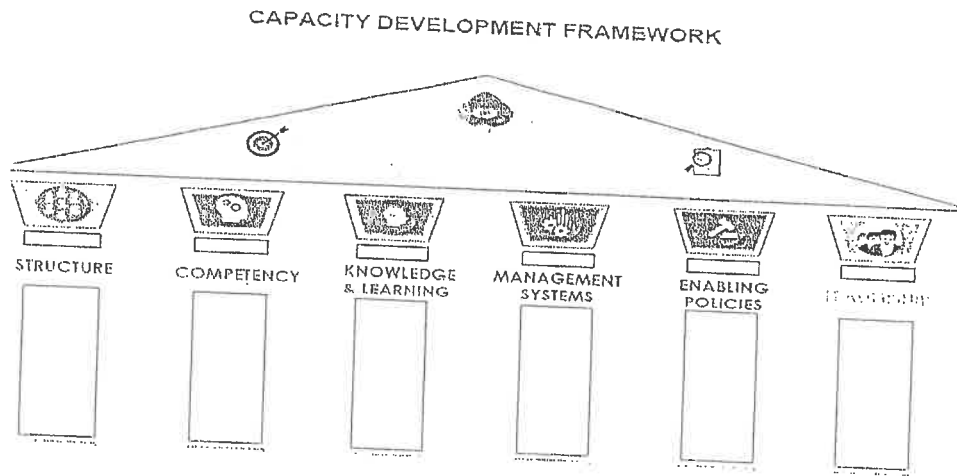 CAPACITY DEVELOPMENT FRAMEWORK
STRUCTURE
COMPETENCY
KNOWLEDGE
& LEARNING
MANAGEMENT
SYSTEMS
ENABLING
POLICIES